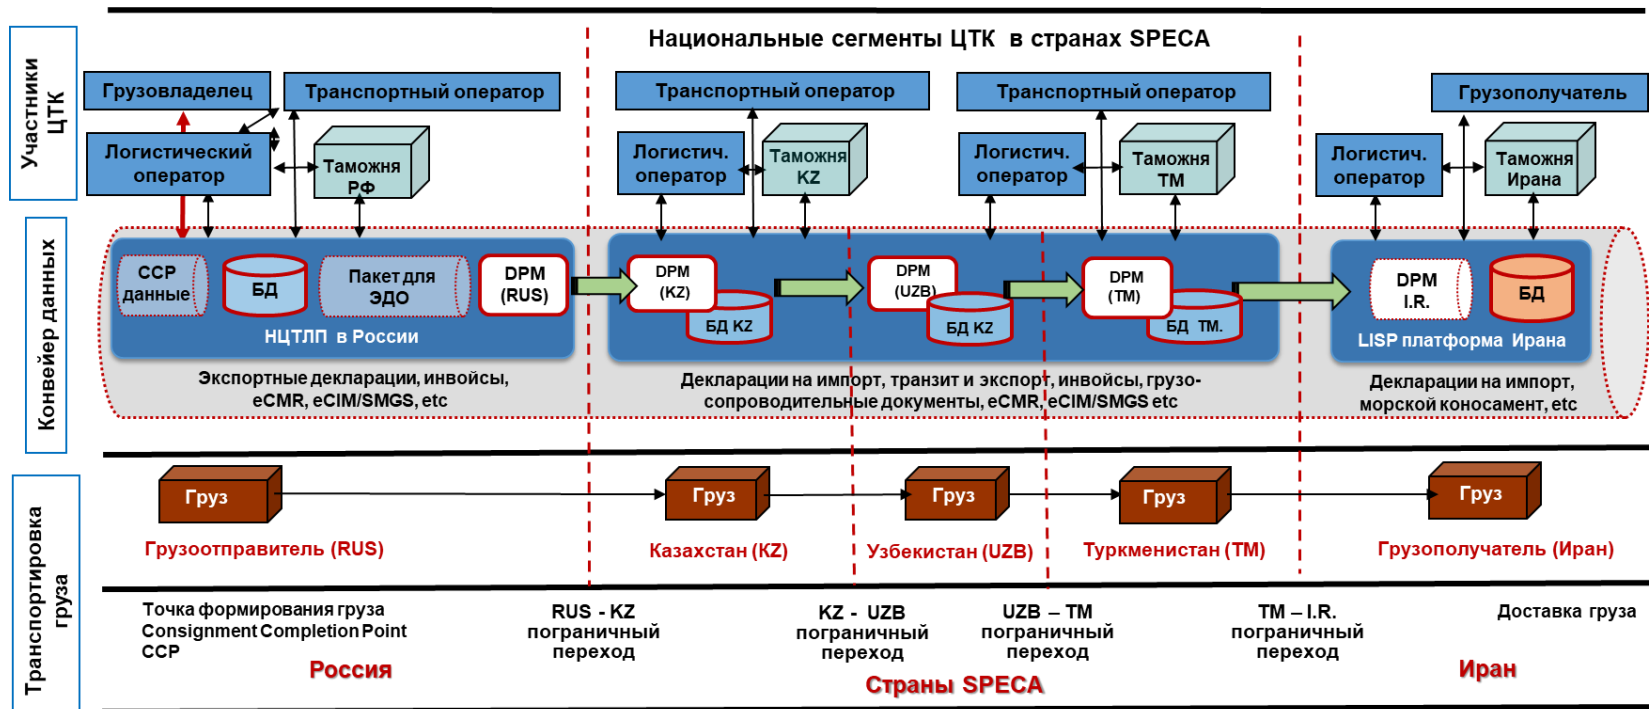 Национальные сегменты ЦТК в странах SPECA
Участники
ЦТК
Грузовладелец
Транспортный оператор
Транспортный оператор
Транспортный оператор
Грузополучатель
Логистический
оператор
Таможня
РФ
Логистич.
оператор
Таможня
KZ
Логистич.
оператор
Таможня
ТМ
Логистич.
оператор
Таможня
Ирана
Конвейер данных
ССР
данные
БД
Пакет для
ЭДО
DPM
(RUS)
НЦТЛП в России
DPM
(KZ)
БД KZ
DPM
(UZB)
БД KZ
DPM
(TM)
БД ТМ.
DPM
I.R.
БД
LISP платформа Ирана
Экспортные декларации, инвойсы,
eCMR, eCIM/SMGS, etc
Декларации на импорт, транзит и экспорт, инвойсы, грузо-
сопроводительные документы, eCMR, eCIM/SMGS etc
Декларации на импорт,
морской коносамент, etc
Транспортировка
груза
Груз
Груз
Груз
Груз
Груз
Грузоотправитель (RUS)
Казахстан (KZ)
Узбекистан (UZB)
Туркменистан (ТМ)
Грузополучатель (Иран)
Точка формирования груза
Consignment Completion Point
CCP
RUS - KZ
пограничный
переход
KZ - UZB
пограничный
переход
UZB – TM
пограничный
переход
TM – I.R.
пограничный
переход
Доставка груза
Россия
Страны SPECA
Иран